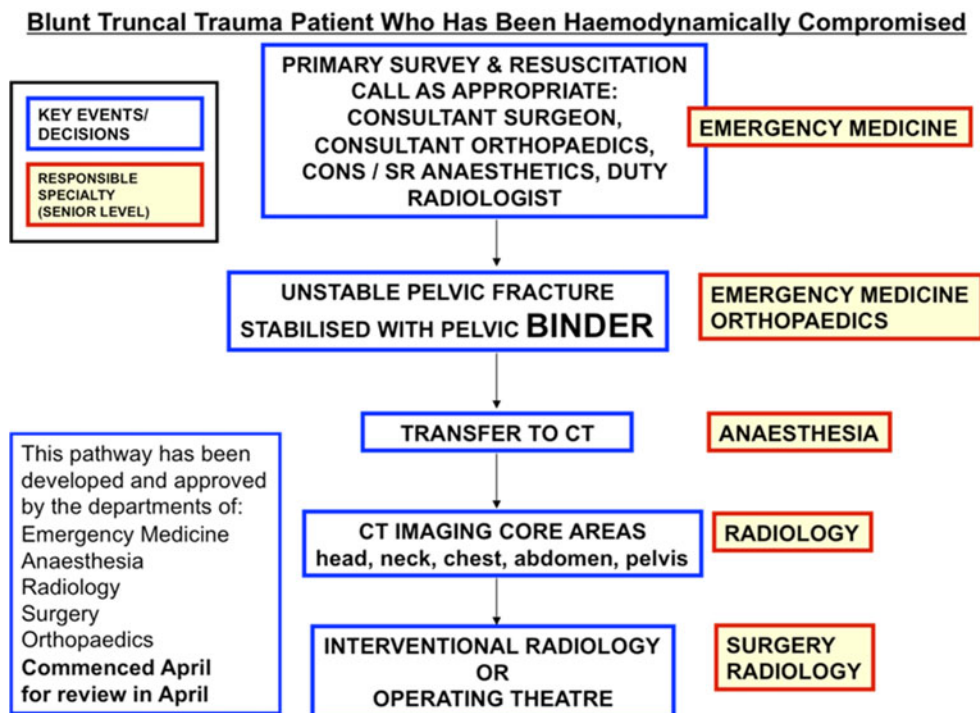 Blunt Truncal Trauma Patient Who Has Been Haemodynamically Compromised
KEY EVENTS/
DECISIONS
RESPONSIBLE
SPECIALTY
(SENIOR LEVEL)
PRIMARY SURVEY & RESUSCITATION
CALL AS APPROPRIATE:
CONSULTANT SURGEON,
CONSULTANT ORTHOPAEDICS,
CONS / SR ANAESTHETICS, DUTY
RADIOLOGIST
EMERGENCY MEDICINE
UNSTABLE PELVIC FRACTURE
STABILISED WITH PELVIC BINDER
EMERGENCY MEDICINE
ORTHOPAEDICS
TRANSFER TO CT
ANAESTHESIA
CT IMAGING CORE AREAS
head, neck, chest, abdomen, pelvis
RADIOLOGY
INTERVENTIONAL RADIOLOGY
OR
OPERATING THEATRE
SURGERY
RADIOLOGY
This pathway has been
developed and approved
by the departments of:
Emergency Medicine
Anaesthesia
Radiology
Surgery
Orthopaedics
Commenced April
for review in April